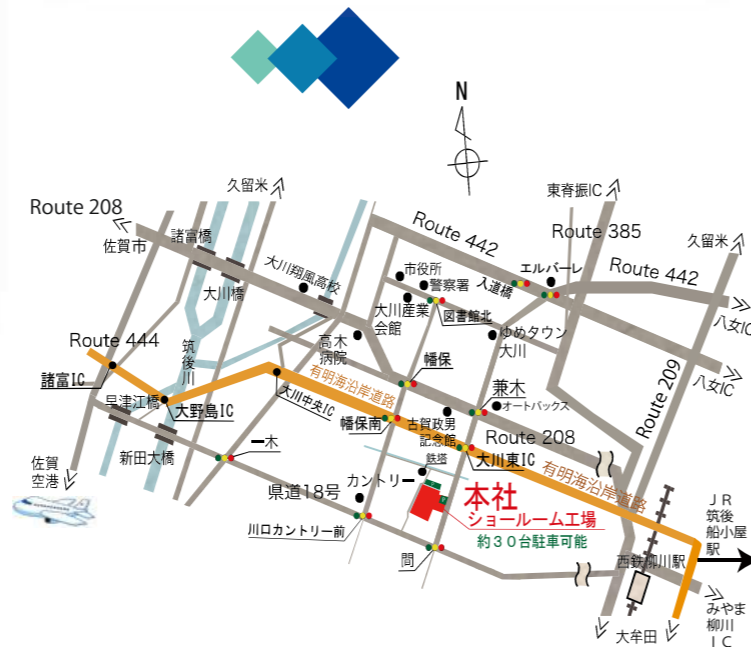 N
久留米
Route 208
佐賀市
諸富橋
大川橋
大川翔風高校
東脊振IC
Route 385
Route 442
久留米
エルバーレ
Route 442
入道橋
市役所
警察署
大川産業
会館
図書館北
八女IC
八女IC
ゆめタウン
大川
高木
病院
幡保
Route 444
諸富IC
筑後川
早津江橋
大野島IC
有明海沿岸道路
大川中央IC
兼木
オートバックス
Route 209
幡保南
古賀政男
記念館
Route 208
鉄塔
大川東IC
有明海沿岸道路
新田大橋
一木
佐賀
空港
県道18号
カントリー
本社
ショールーム工場
約30台駐車可能
川口カントリー前
間
西鉄柳川駅
JR
筑後
船小屋
駅
大牟田
みやま
柳川
IC